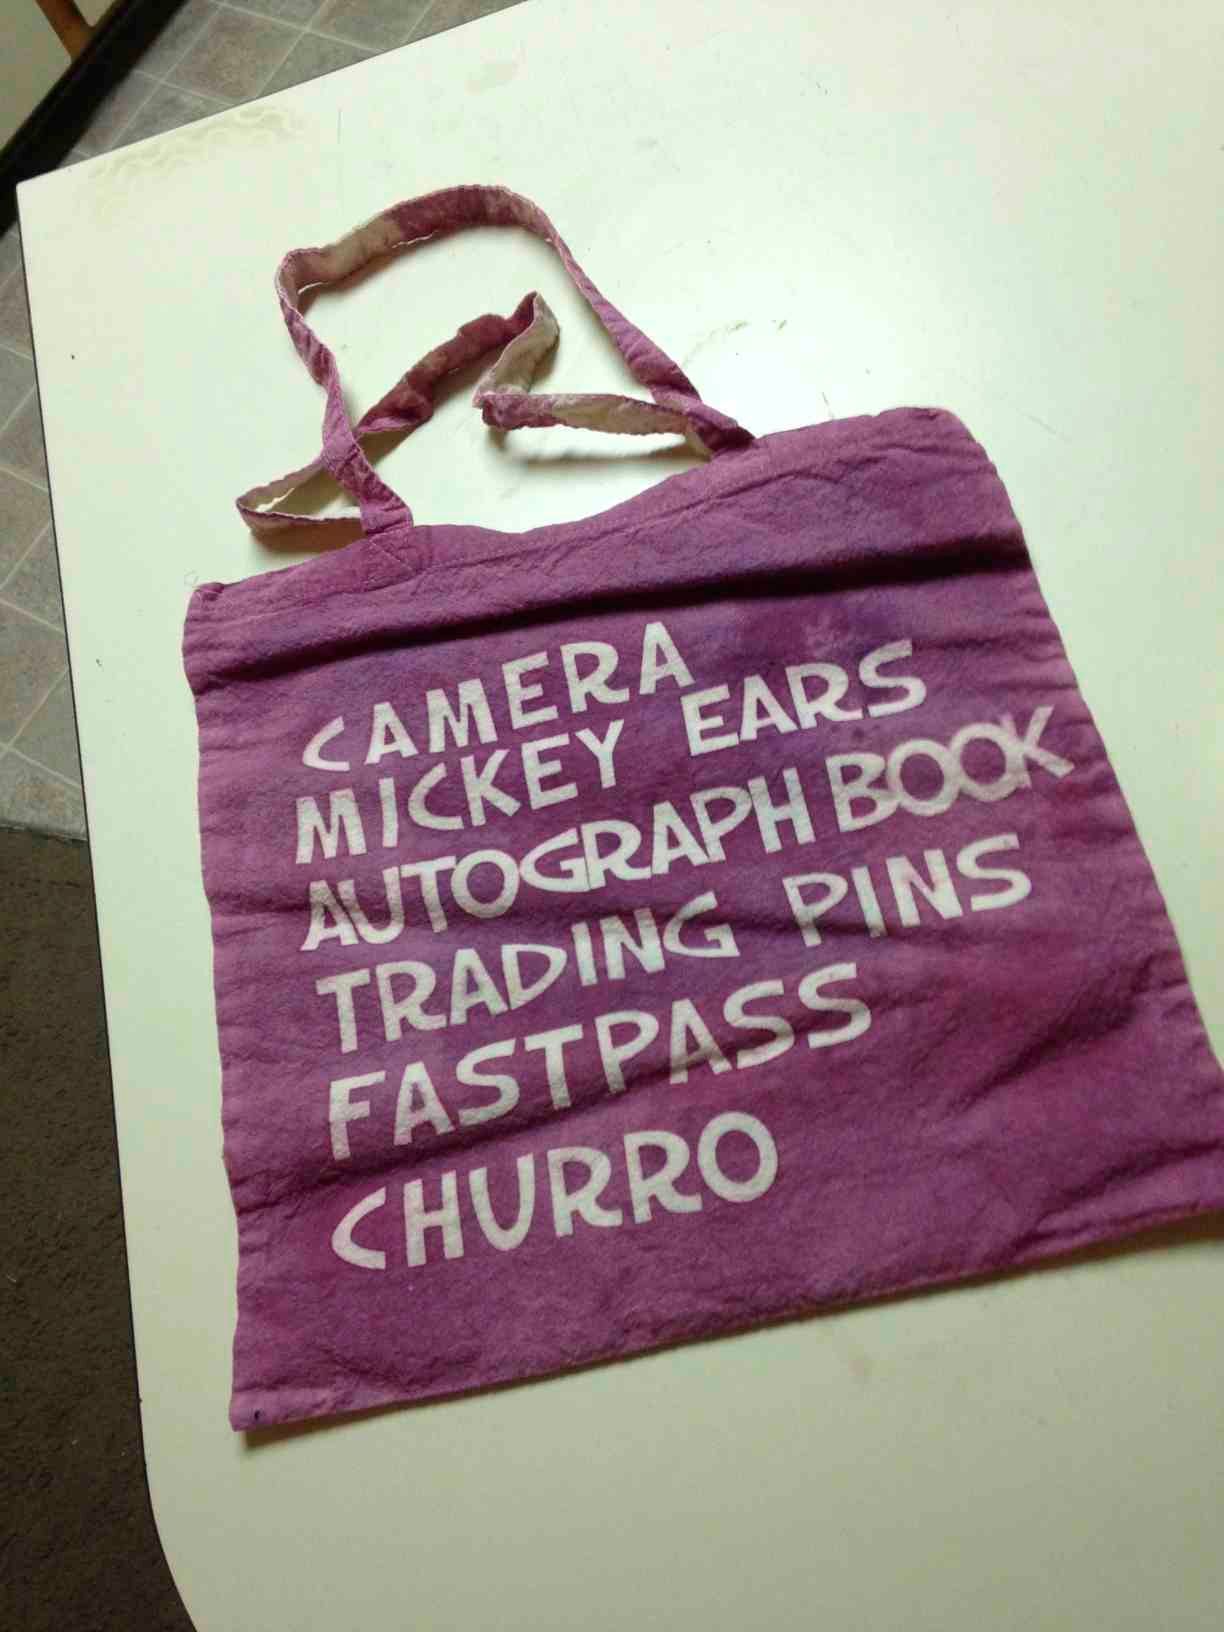 CAMERA
MICKEY EARS
AUTOGRAPH BOOK
TRADING PINS
FASTPASS
CHURRO